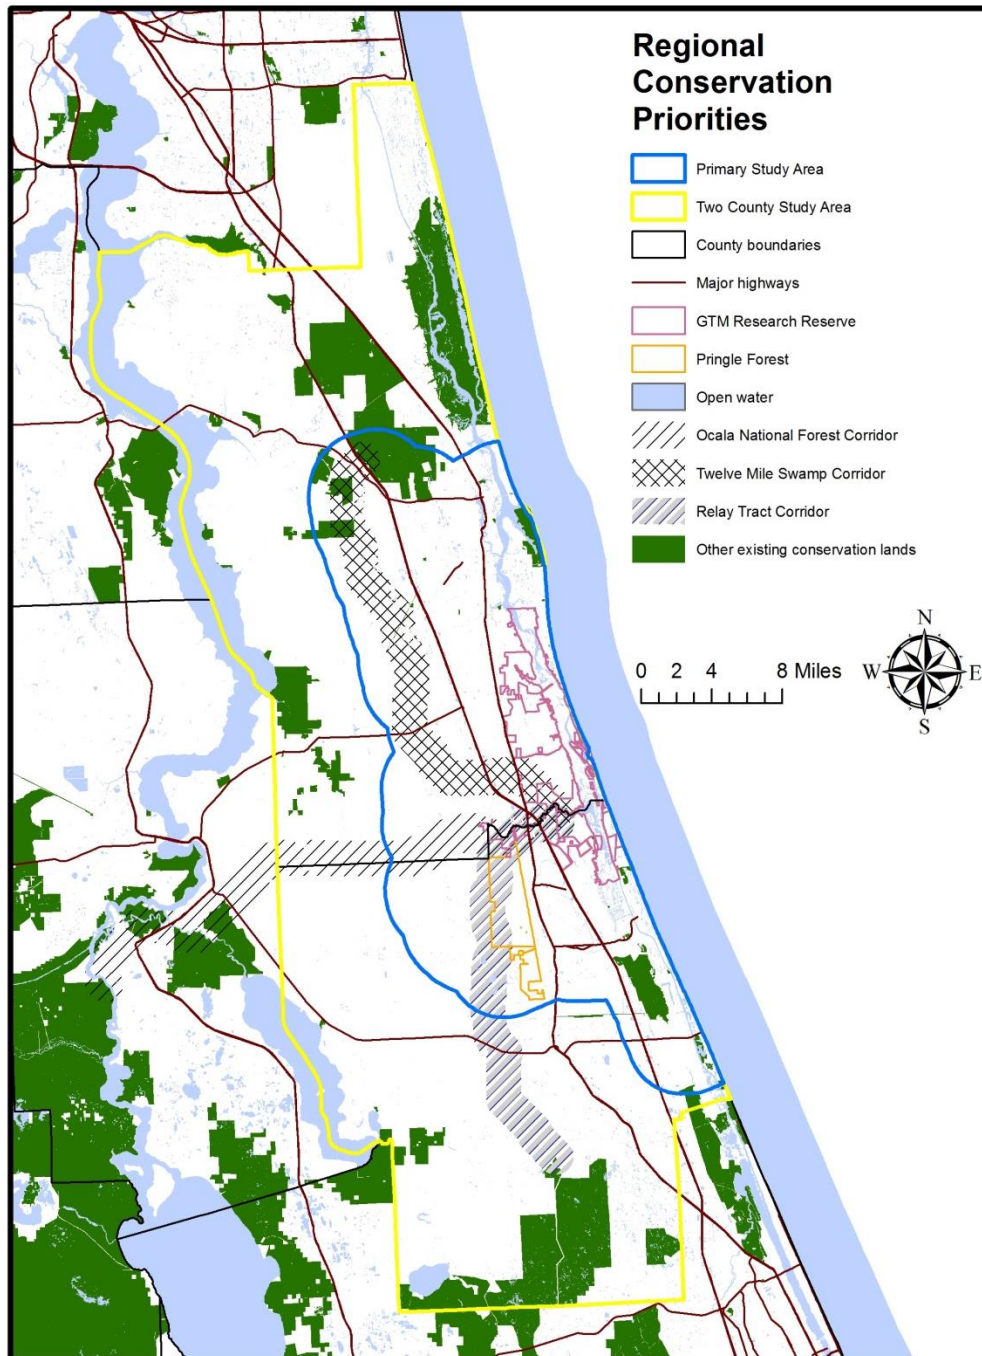 Regional
Conservation
Priorities
Primary Study Area
Two County Study Area
County boundaries
Major highways
GTM Research Reserve
Pringle Forest
Open water
Ocala National Forest Corridor
Twelve Mile Swamp Corridor
Relay Tract Corridor
Other existing conservation lands
N
0 2 4 8 Miles
W E
S